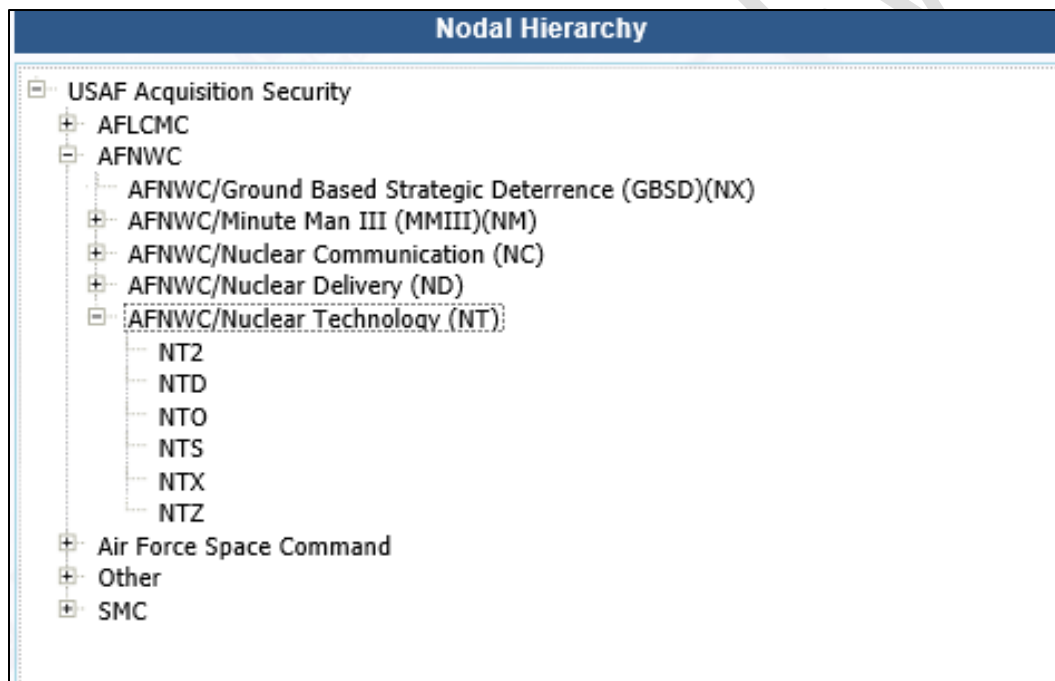 Nodal Hierarchy
USAF Acquisition Security
AFLCMC
AFNWC
AFNWC/Ground Based Strategic Deterrence (GBSD)(NX)
AFNWC/Minute Man III (MMIII)(NM)
AFNWC/Nuclear Communication (NC)
AFNWC/Nuclear Delivery (ND)
AFNWC/Nuclear Technology (NT)
NT2
NTD
NTO
NTS
NTX
NTZ
Air Force Space Command
Other
SMC